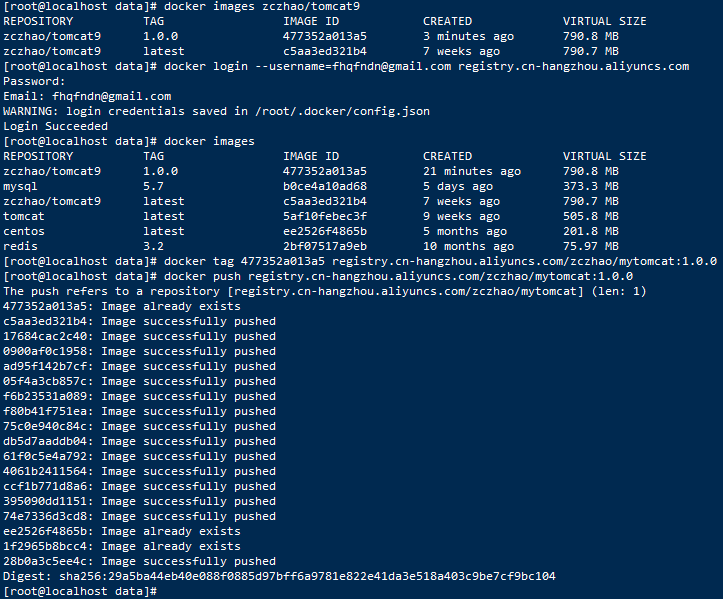 [root@localhost data]# docker images zczhao/tomcat9
REPOSITORY TAG IMAGE ID CREATED VIRTUAL SIZE
zczhao/tomcat9 1.0.0 477352a013a5 3 minutes ago 790.8 MB
zczhao/tomcat9 latest c5aa3ed321b4 7 weeks ago 790.7 MB
[root@localhost data]# docker login --username=fhqfndn@gmail.com registry.cn-hangzhou.aliyuncs.com
Password:
Email: fhqfndn@gmail.com
WARNING: login credentials saved in /root/.docker/config.json
Login Succeeded
[root@localhost data]# docker images
REPOSITORY TAG IMAGE ID CREATED VIRTUAL SIZE
zczhao/tomcat9 1.0.0 477352a013a5 21 minutes ago 790.8 MB
mysql 5.7 b0ce4a10ad68 5 days ago 373.3 MB
zczhao/tomcat9 latest c5aa3ed321b4 7 weeks ago 790.7 MB
tomcat latest 5af10febec3f 9 weeks ago 505.8 MB
centos latest ee2526f4865b 5 months ago 201.8 MB
redis 3.2 2bf07517a9eb 10 months ago 75.97 MB
[root@localhost data]# docker tag 477352a013a5 registry.cn-hangzhou.aliyuncs.com/zczhao/mytomcat:1.0.0
[root@localhost data]# docker push registry.cn-hangzhou.aliyuncs.com/zczhao/mytomcat:1.0.0
The push refers to a repository [registry.cn-hangzhou.aliyuncs.com/zczhao/mytomcat] (len: 1)
477352a013a5: Image already exists
c5aa3ed321b4: Image successfully pushed
17684cac2c40: Image successfully pushed
0900af0c1958: Image successfully pushed
ad95f142b7cf: Image successfully pushed
05f4a3cb857c: Image successfully pushed
f6b23531a089: Image successfully pushed
f80b41f751ea: Image successfully pushed
75c0e940c84c: Image successfully pushed
db5d7aaddb04: Image successfully pushed
61f0c5e4a792: Image successfully pushed
4061b2411564: Image successfully pushed
ccf1b771d8a6: Image successfully pushed
395090dd1151: Image successfully pushed
74e7336d3cd8: Image successfully pushed
ee2526f4865b: Image already exists
1f2965b8bcc4: Image already exists
28b0a3c5ee4c: Image successfully pushed
Digest: sha256:29a5ba44eb40e088f0885d97bff6a9781e822e41da3e518a403c9be7cf9bc104
[root@localhost data]#